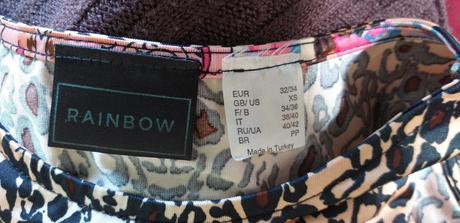 RAINBOW
EUR 32/34
GB/ US XS
F/ B 34/36
IT 38/40
RU/UA 40/42
BR PP
Made in Turkey